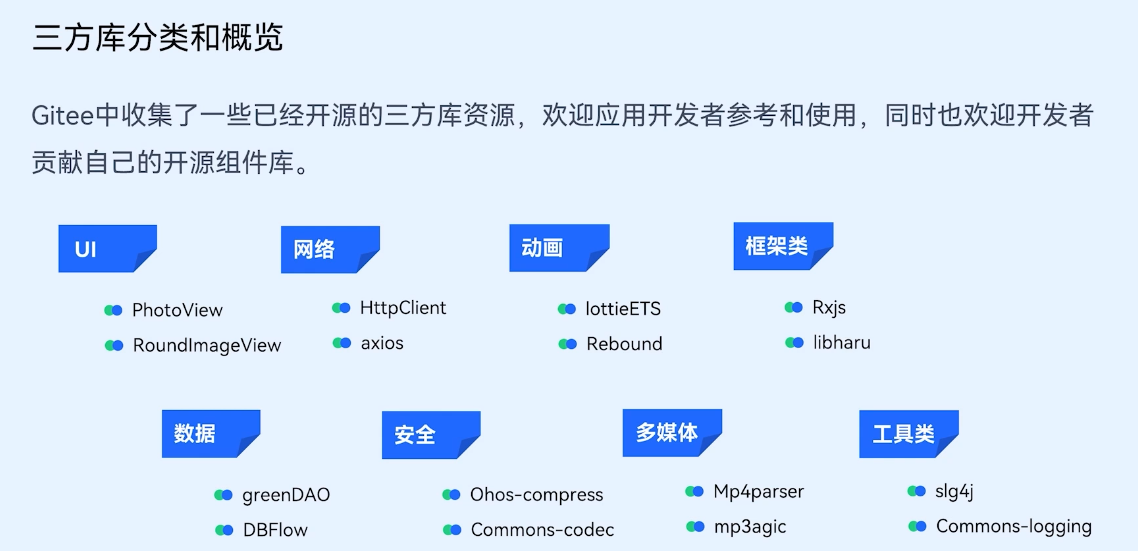 三方库分类和概览
Gitee中收集了一些已经开源的三方库资源，欢迎应用开发者参考和使用，同时也欢迎开发者
贡献自己的开源组件库。
UI
PhotoView
RoundImageView
网络
HttpClient
axios
动画
lottieETS
Rebound
框架类
Rxjs
libharu
数据
greenDAO
DBFlow
安全
Ohos-compress
Commons-codec
多媒体
Mp4parser
mp3agic
工具类
slg4j
Commons-logging